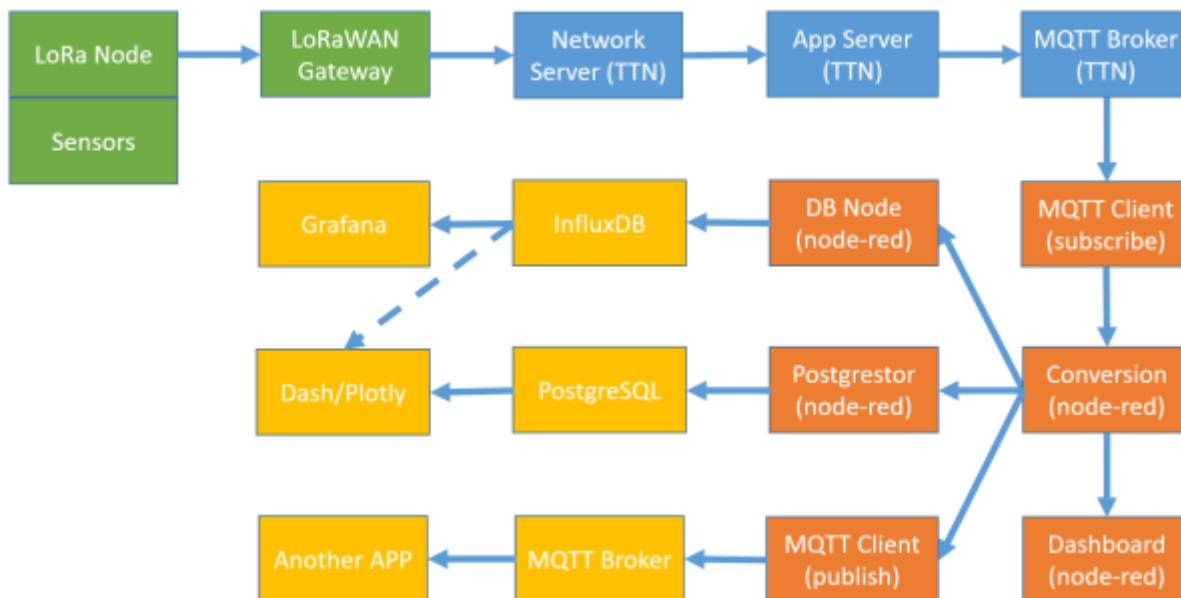 LoRa Node
Sensors
LoRaWAN
Gateway
Network
Server (TTN)
App Server
(TTN)
MQTT Broker
(TTN)
Grafana
InfluxDB
DB Node
(node-red)
MQTT Client
(subscribe)
Dash/Plotly
PostgreSQL
Postgrestor
(node-red)
Conversion
(node-red)
Another APP
MQTT Broker
MQTT Client
(publish)
Dashboard
(node-red)